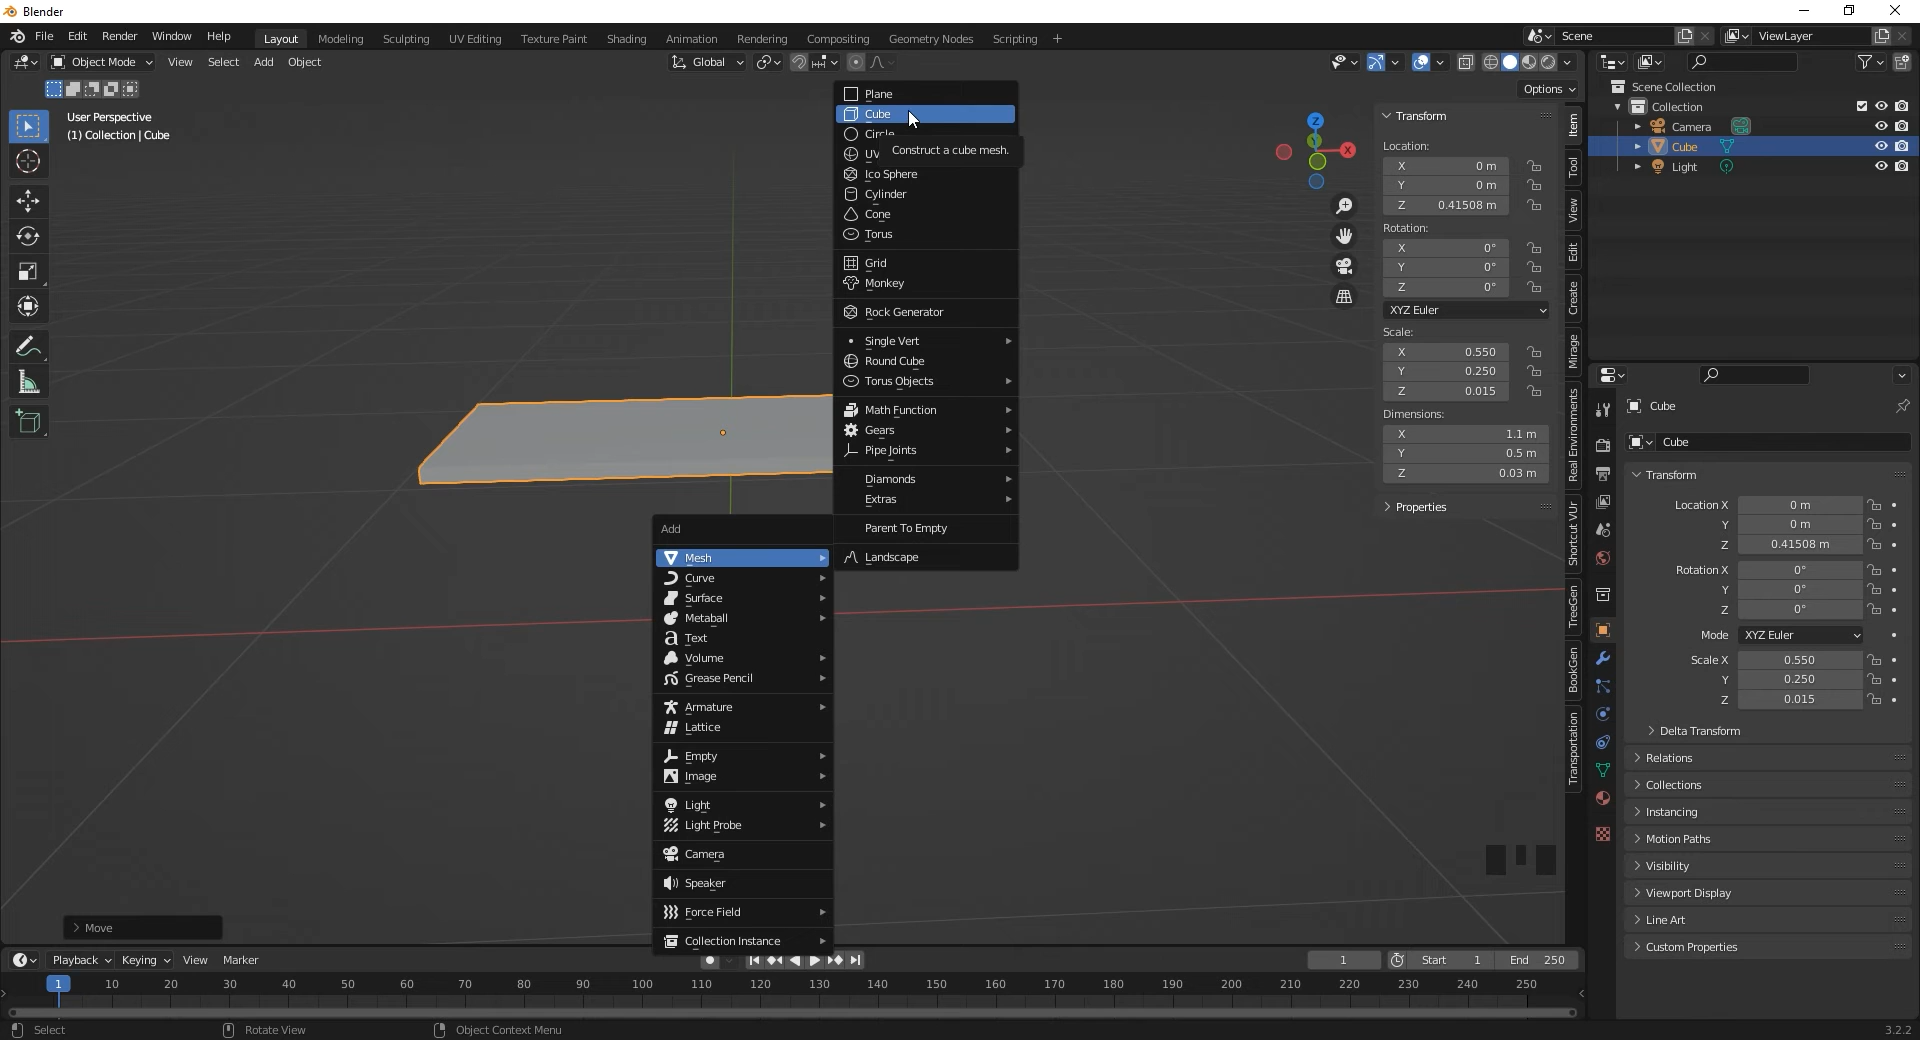 Blender
File Edit Render Window Help Layout Modeling Sculpting UV Editing Texture Paint Shading Animation Rendering Compositing Geometry Nodes Scripting + Scene ViewLayer
Object Mode View Select Add Object Global
Options
User Perspective
(1) Collection | Cube
Add
Mesh
Curve
Surface
Metaball
Text
Volume
Grease Pencil
Armature
Lattice
Empty
Image
Light
Light Probe
Camera
Speaker
Force Field
Collection Instance
Plane
Cube
Circle
UV
Construct a cube mesh.
Ico Sphere
Cylinder
Cone
Torus
Grid
Monkey
Rock Generator
Single Vert
Round Cube
Torus Objects
Math Function
Gears
Pipe Joints
Diamonds
Extras
Parent To Empty
Landscape
Z
X
Transform
Location:
X 0 m
Y 0 m
Z 0.41508 m
Rotation:
X 0°
Y 0°
Z 0°
XYZ Euler
Scale:
X 0.550
Y 0.250
Z 0.015
Dimensions:
X 1.1 m
Y 0.5 m
Z 0.03 m
Properties
Item
Tool
View
Edit
Create
Mirage
Real Environments
Shortcut VUr
TreeGen
BookGen
Transportation
Scene Collection
Collection
Camera
Cube
Light
Cube
Cube
Transform
Location X 0 m
Y 0 m
Z 0.41508 m
Rotation X 0°
Y 0°
Z 0°
Mode XYZ Euler
Scale X 0.550
Y 0.250
Z 0.015
Delta Transform
Relations
Collections
Instancing
Motion Paths
Visibility
Viewport Display
Line Art
Custom Properties
Move
Playback Keying View Marker 1 Start 1 End 250
1 10 20 30 40 50 60 70 80 90 100 110 120 130 140 150 160 170 180 190 200 210 220 230 240 250
Select Rotate View Object Context Menu 3.2.2